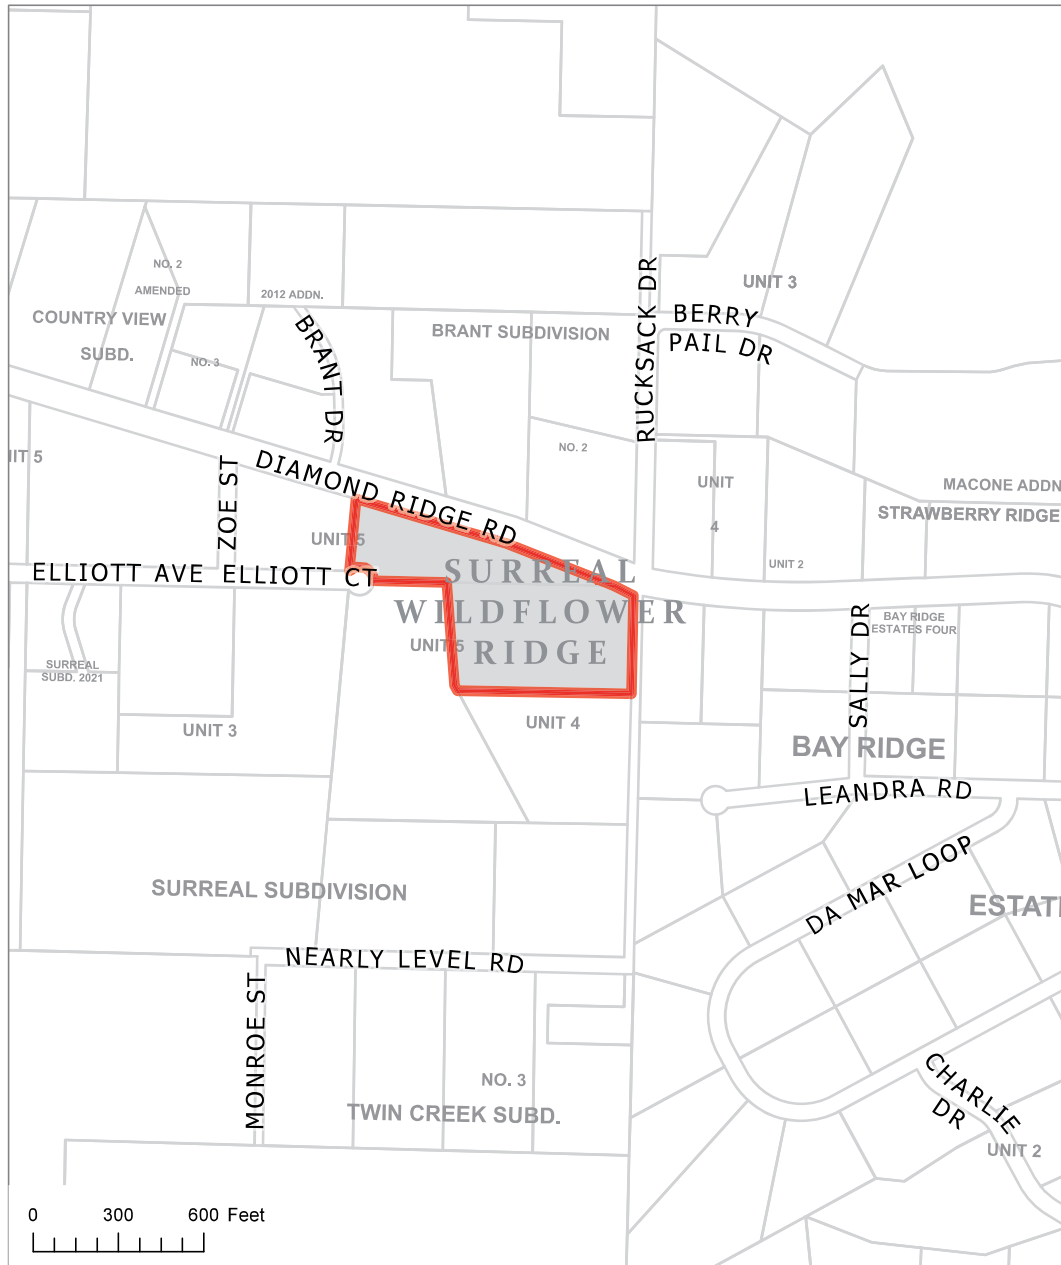 NO. 2
AMENDED
2012 ADDN.
COUNTRY VIEW
SUBD.
NO. 3
BRANT DR
BRANT SUBDIVISION
RUCKSACK DR
UNIT 3
BERRY
PAIL DR
NO. 2
UNIT
4
MACONE ADDN
STRAWBERRY RIDGE
UNIT 2
IIT 5
ZOE ST
DIAMOND RIDGE RD
UNIT 5
ELLIOTT AVE
ELLIOTT CT
SURREAL
WILDFLOWER
RIDGE
UNIT 5
BAY RIDGE
ESTATES FOUR
SALLY DR
SURREAL
SUBD. 2021
UNIT 3
UNIT 4
BAY RIDGE
LEANDRA RD
DA MAR LOOP
ESTATE
SURREAL SUBDIVISION
NEARLY LEVEL RD
MONROE ST
NO. 3
TWIN CREEK SUBD.
CHARLIE
DR
UNIT 2
0 300 600 Feet